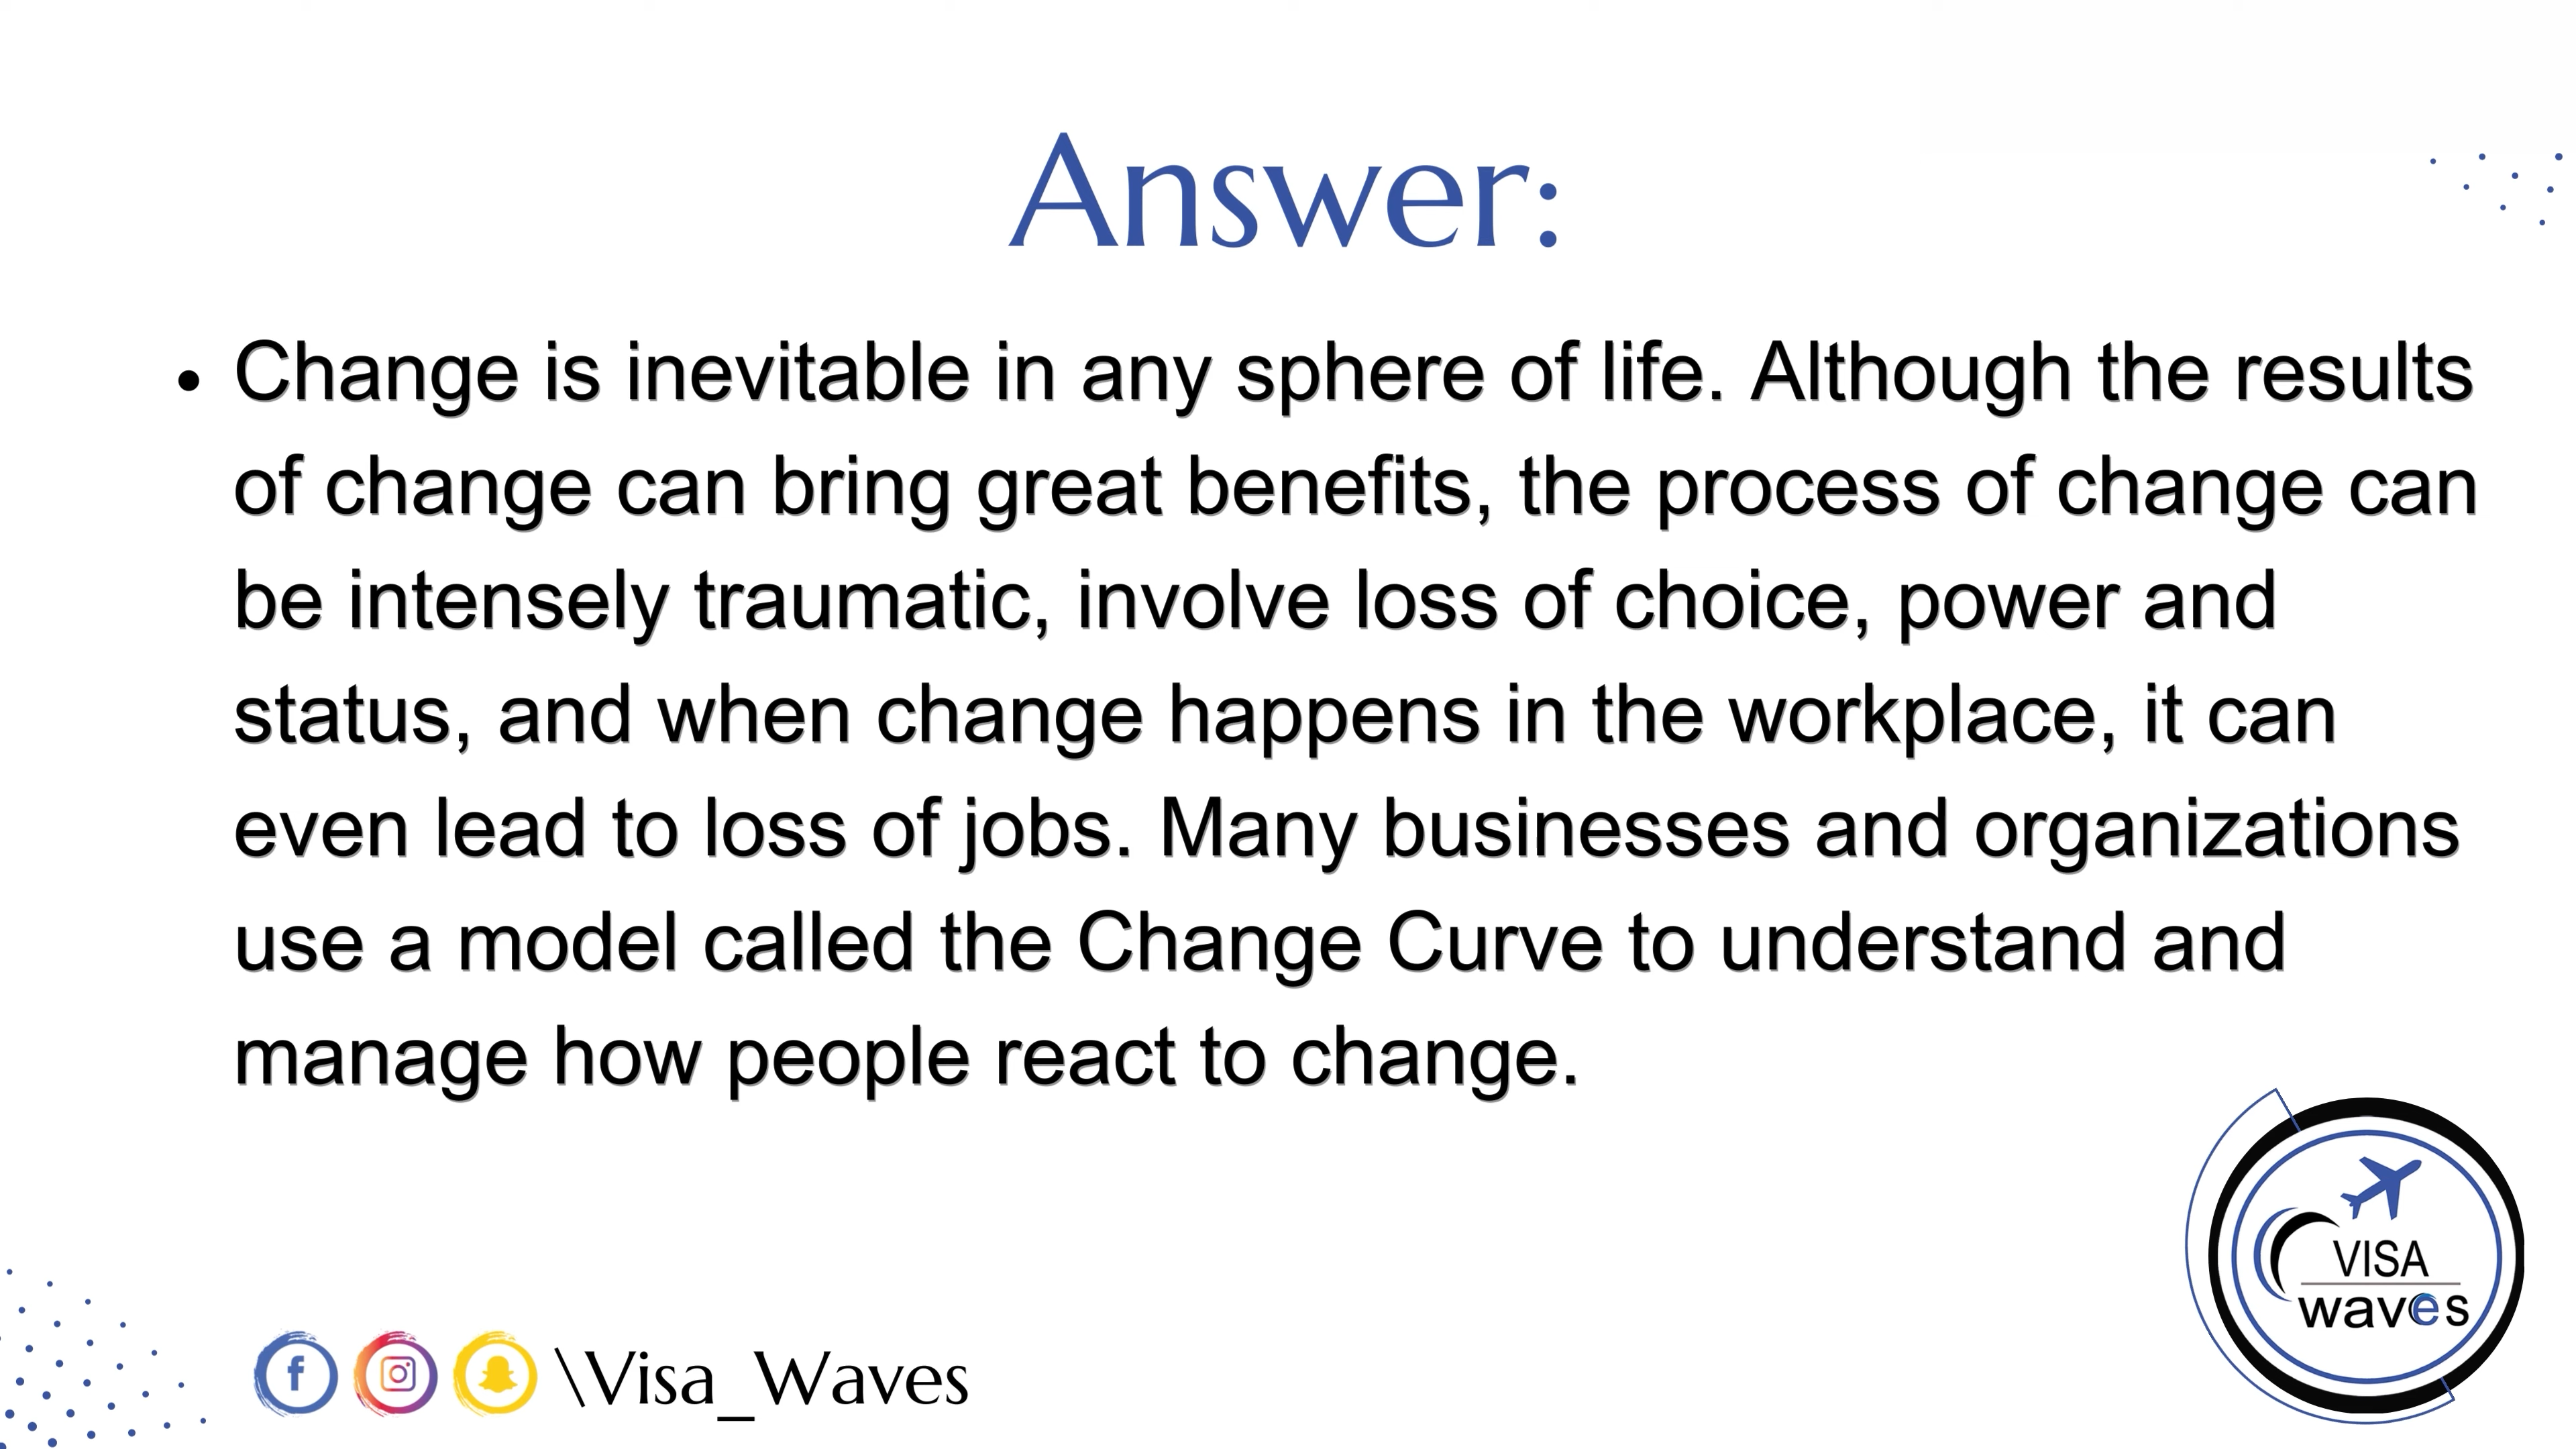 Answer:
• Change is inevitable in any sphere of life. Although the results
of change can bring great benefits, the process of change can
be intensely traumatic, involve loss of choice, power and
status, and when change happens in the workplace, it can
even lead to loss of jobs. Many businesses and organizations
use a model called the Change Curve to understand and
manage how people react to change.
VISA
waves
\Visa_Waves